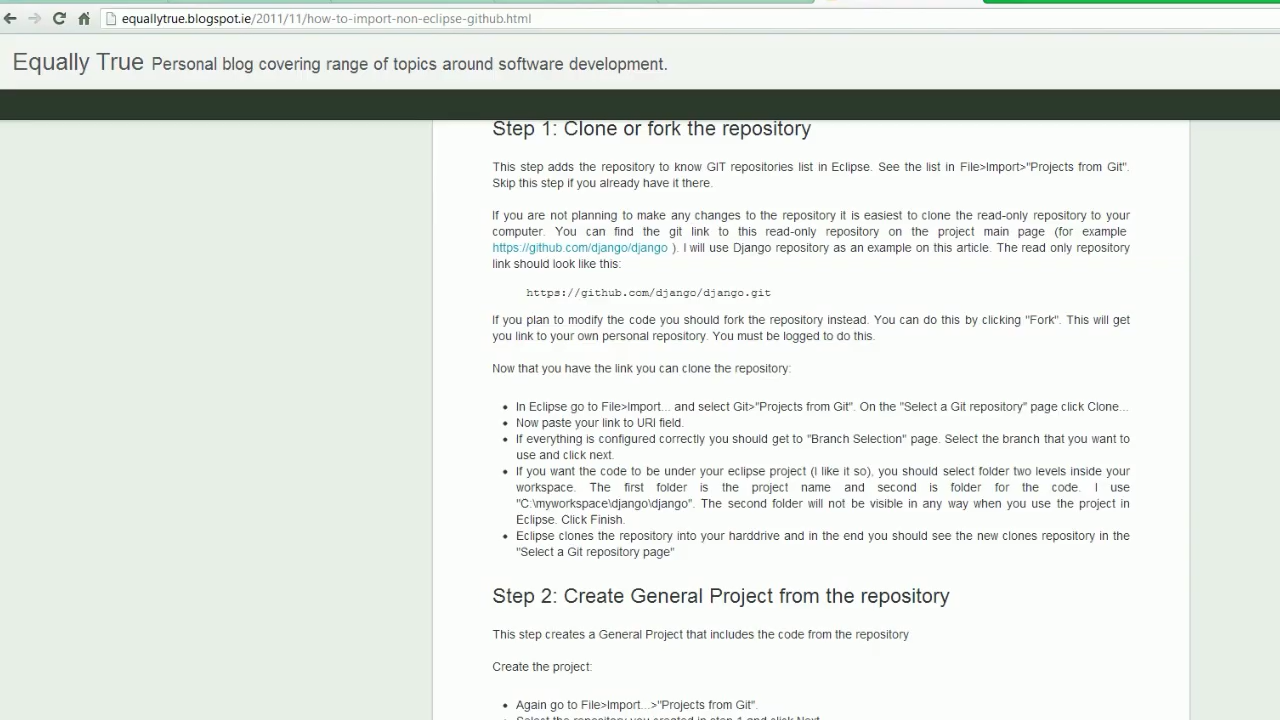 equallytrue.blogspot.ie/2011/11/how-to-import-non-eclipse-github.html
Equally True Personal blog covering range of topics around software development.
Step 1: Clone or fork the repository
This step adds the repository to know GIT repositories list in Eclipse. See the list in File>Import>"Projects from Git".
Skip this step if you already have it there.
If you are not planning to make any changes to the repository it is easiest to clone the read-only repository to your
computer. You can find the git link to this read-only repository on the project main page (for example
https://github.com/django/django ). I will use Django repository as an example on this article. The read only repository
link should look like this:
https://github.com/django/django.git
If you plan to modify the code you should fork the repository instead. You can do this by clicking "Fork". This will get
you link to your own personal repository. You must be logged to do this.
Now that you have the link you can clone the repository:
• In Eclipse go to File>Import... and select Git>"Projects from Git". On the "Select a Git repository" page click Clone...
• Now paste your link to URI field.
• If everything is configured correctly you should get to "Branch Selection" page. Select the branch that you want to
use and click next.
• If you want the code to be under your eclipse project (I like it so), you should select folder two levels inside your
workspace. The first folder is the project name and second is folder for the code. I use
"C:\myworkspace\django\django". The second folder will not be visible in any way when you use the project in
Eclipse. Click Finish.
• Eclipse clones the repository into your harddrive and in the end you should see the new clones repository in the
"Select a Git repository page"
Step 2: Create General Project from the repository
This step creates a General Project that includes the code from the repository
Create the project:
• Again go to File>Import...>"Projects from Git".
• Select the repository you created in step 1 and click Next